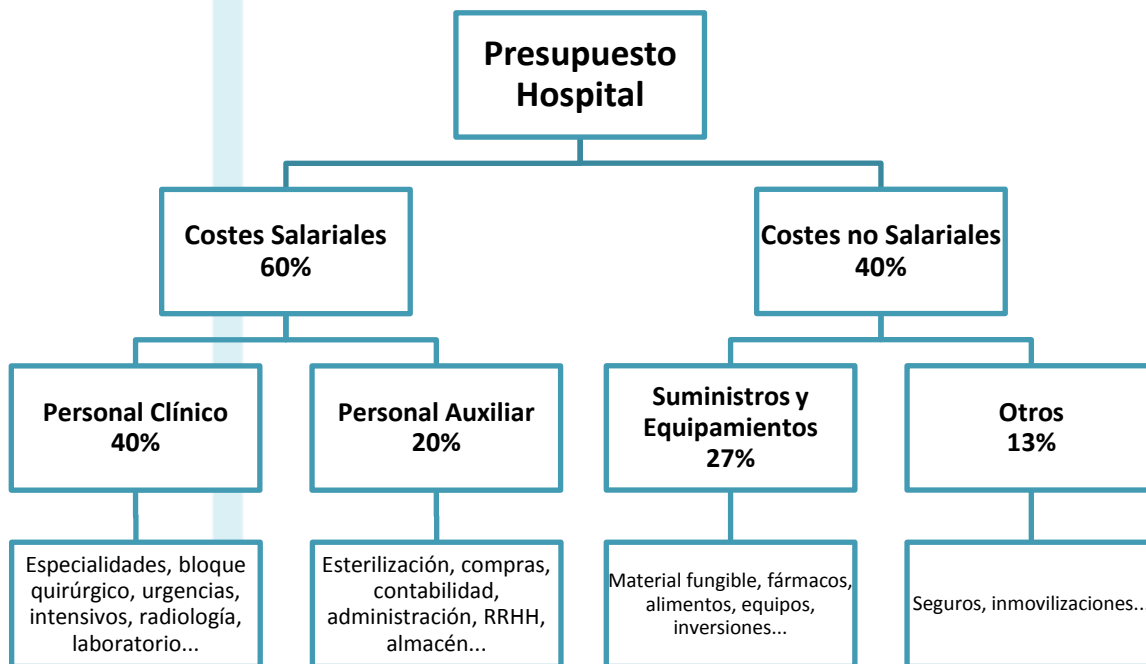 Presupuesto
Hospital
Costes Salariales
60%
Costes no Salariales
40%
Personal Clínico
40%
Personal Auxiliar
20%
Suministros y
Equipamientos
27%
Otros
13%
Especialidades, bloque
quirúrgico, urgencias,
intensivos, radiología,
laboratorio...
Esterilización, compras,
contabilidad,
administración, RRHH,
almacén...
Material fungible, fármacos,
alimentos, equipos,
inversiones...
Seguros, inmovilizaciones...